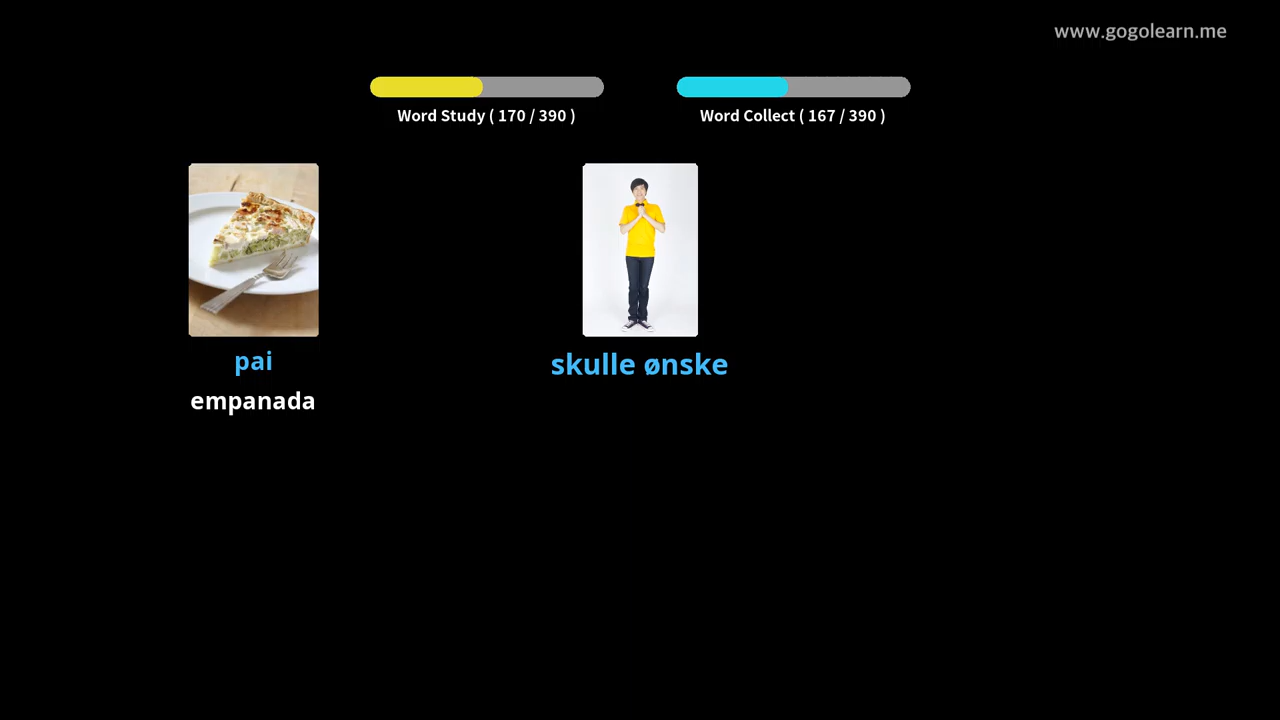 www.gogolearn.me
Word Study ( 170 / 390 )
Word Collect ( 167 / 390 )
pai
empanada
skulle ønske